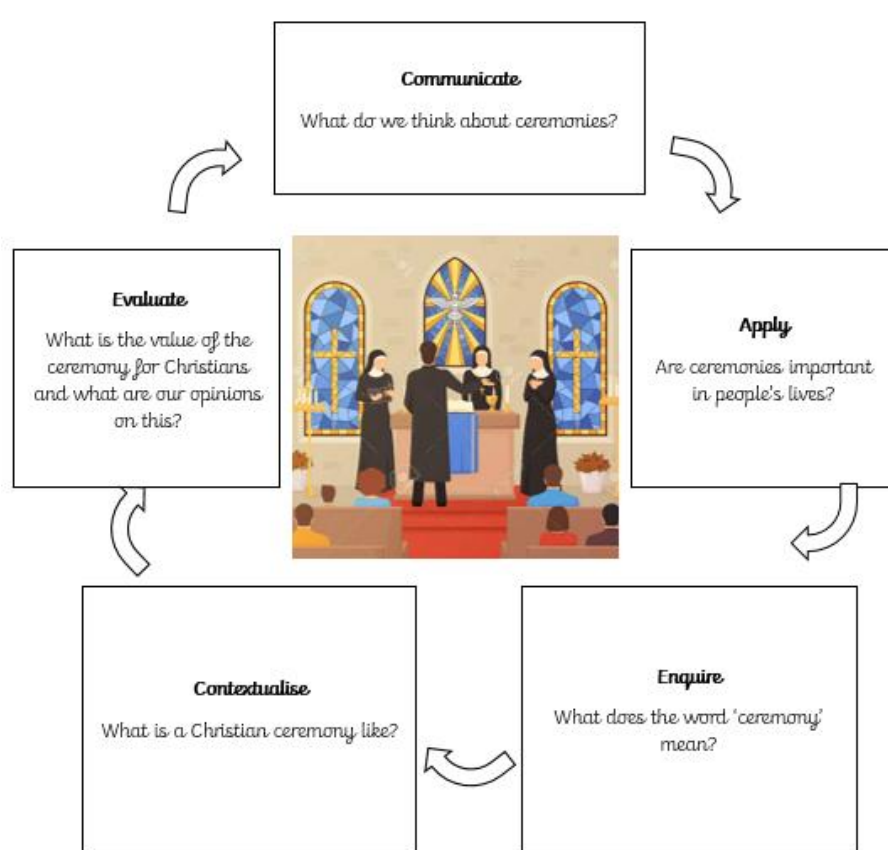 Communicate
What do we think about ceremonies?
Evaluate
What is the value of the
ceremony for Christians
and what are our opinions
on this?
Apply
Are ceremonies important
in people's lives?
Contextualise
What is a Christian ceremony like?
Enquire
What does the word ‘ceremony’
mean?